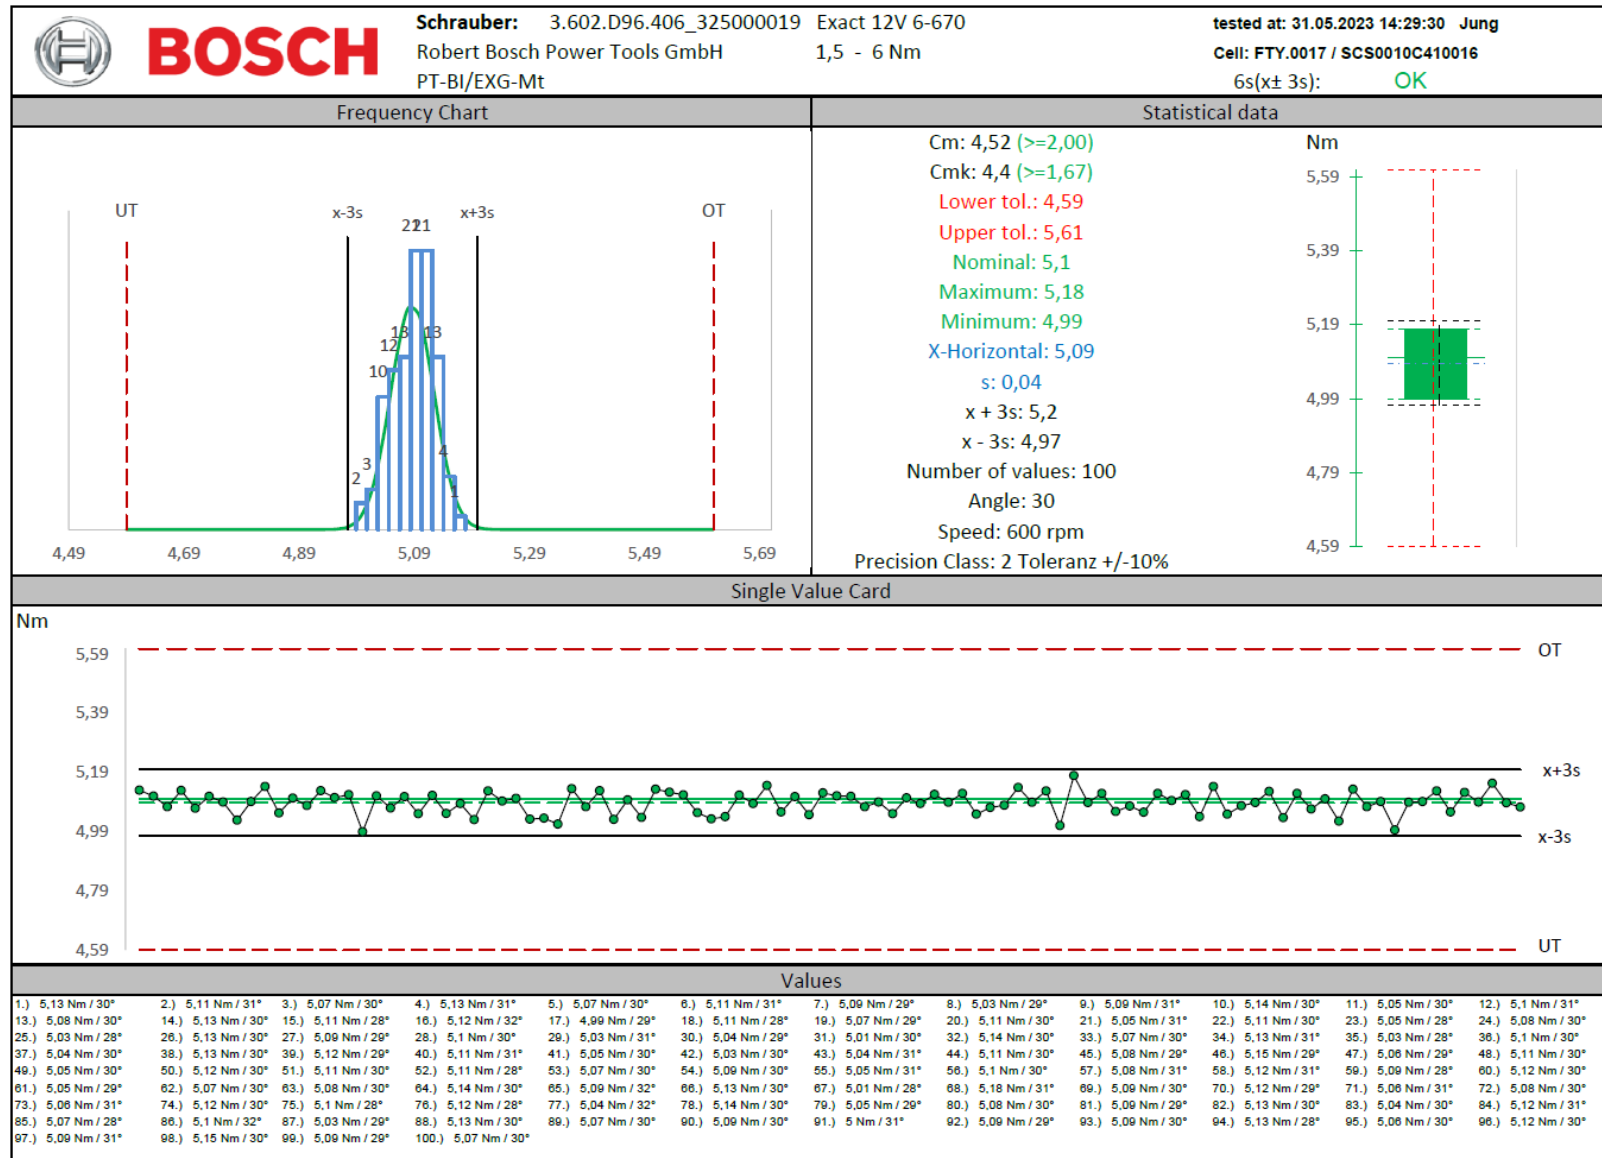 BOSCH
Schrauber: 3.602.D96.406_325000019 Exact 12V 6-670
Robert Bosch Power Tools GmbH 1,5 - 6 Nm
PT-BI/EXG-Mt
tested at: 31.05.2023 14:29:30 Jung
Cell: FTY.0017 / SCS0010C410016
6s(x± 3s): OK
Frequency Chart
UT x-3s x+3s OT
21 21
13 13
12
10
4
3
2 1
4,49 4,69 4,89 5,09 5,29 5,49 5,69
Statistical data
Cm: 4,52 (>=2,00)
Cmk: 4,4 (>=1,67)
Lower tol.: 4,59
Upper tol.: 5,61
Nominal: 5,1
Maximum: 5,18
Minimum: 4,99
X-Horizontal: 5,09
s: 0,04
x + 3s: 5,2
x - 3s: 4,97
Number of values: 100
Angle: 30
Speed: 600 rpm
Precision Class: 2 Toleranz +/-10%
Nm
5,59
5,39
5,19
4,99
4,79
4,59
Single Value Card
Nm
5,59 OT
5,39
5,19 x+3s
4,99 x-3s
4,79
4,59 UT
Values
1.) 5,13 Nm / 30° 2.) 5,11 Nm / 31° 3.) 5,07 Nm / 30° 4.) 5,13 Nm / 31° 5.) 5,07 Nm / 30° 6.) 5,11 Nm / 31° 7.) 5,09 Nm / 29° 8.) 5,03 Nm / 29° 9.) 5,09 Nm / 31° 10.) 5,14 Nm / 30° 11.) 5,05 Nm / 30° 12.) 5,1 Nm / 31°
13.) 5,08 Nm / 30° 14.) 5,13 Nm / 30° 15.) 5,11 Nm / 28° 16.) 5,12 Nm / 32° 17.) 4,99 Nm / 29° 18.) 5,11 Nm / 28° 19.) 5,07 Nm / 29° 20.) 5,11 Nm / 30° 21.) 5,05 Nm / 31° 22.) 5,11 Nm / 30° 23.) 5,05 Nm / 28° 24.) 5,08 Nm / 30°
25.) 5,03 Nm / 28° 26.) 5,13 Nm / 30° 27.) 5,09 Nm / 29° 28.) 5,1 Nm / 30° 29.) 5,03 Nm / 31° 30.) 5,04 Nm / 29° 31.) 5,01 Nm / 30° 32.) 5,14 Nm / 30° 33.) 5,07 Nm / 30° 34.) 5,13 Nm / 31° 35.) 5,03 Nm / 28° 36.) 5,1 Nm / 30°
37.) 5,04 Nm / 30° 38.) 5,13 Nm / 30° 39.) 5,12 Nm / 29° 40.) 5,11 Nm / 31° 41.) 5,05 Nm / 30° 42.) 5,03 Nm / 30° 43.) 5,04 Nm / 31° 44.) 5,11 Nm / 30° 45.) 5,08 Nm / 29° 46.) 5,15 Nm / 29° 47.) 5,06 Nm / 29° 48.) 5,11 Nm / 30°
49.) 5,05 Nm / 30° 50.) 5,12 Nm / 30° 51.) 5,11 Nm / 30° 52.) 5,11 Nm / 28° 53.) 5,07 Nm / 30° 54.) 5,09 Nm / 30° 55.) 5,05 Nm / 31° 56.) 5,1 Nm / 30° 57.) 5,08 Nm / 31° 58.) 5,12 Nm / 31° 59.) 5,09 Nm / 28° 60.) 5,12 Nm / 30°
61.) 5,05 Nm / 29° 62.) 5,07 Nm / 30° 63.) 5,08 Nm / 30° 64.) 5,14 Nm / 30° 65.) 5,09 Nm / 32° 66.) 5,13 Nm / 30° 67.) 5,01 Nm / 28° 68.) 5,18 Nm / 31° 69.) 5,09 Nm / 30° 70.) 5,12 Nm / 29° 71.) 5,06 Nm / 31° 72.) 5,08 Nm / 30°
73.) 5,06 Nm / 31° 74.) 5,12 Nm / 30° 75.) 5,1 Nm / 28° 76.) 5,12 Nm / 28° 77.) 5,04 Nm / 32° 78.) 5,14 Nm / 30° 79.) 5,05 Nm / 29° 80.) 5,08 Nm / 30° 81.) 5,09 Nm / 29° 82.) 5,13 Nm / 30° 83.) 5,04 Nm / 30° 84.) 5,12 Nm / 31°
85.) 5,07 Nm / 28° 86.) 5,1 Nm / 32° 87.) 5,03 Nm / 29° 88.) 5,13 Nm / 30° 89.) 5,07 Nm / 30° 90.) 5,09 Nm / 30° 91.) 5 Nm / 31° 92.) 5,09 Nm / 29° 93.) 5,09 Nm / 30° 94.) 5,13 Nm / 28° 95.) 5,06 Nm / 30° 96.) 5,12 Nm / 30°
97.) 5,09 Nm / 31° 98.) 5,15 Nm / 30° 99.) 5,09 Nm / 29° 100.) 5,07 Nm / 30°